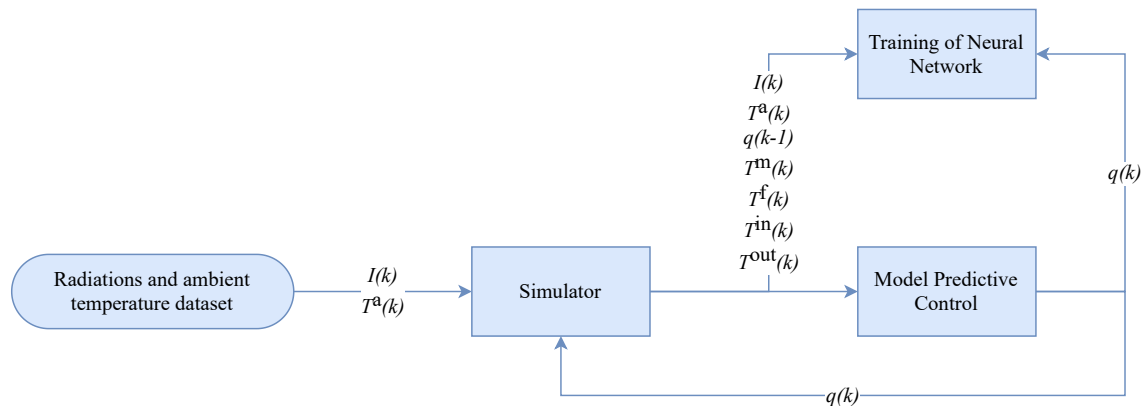 Training of Neural
Network
I(k)
Tᵃ(k)
q(k-1)
Tᵐ(k)
Tᶠ(k)
Tⁱⁿ(k)
Tᵒᵘᵗ(k)
q(k)
Radiations and ambient
temperature dataset
I(k)
Tᵃ(k)
Simulator
Model Predictive
Control
q(k)